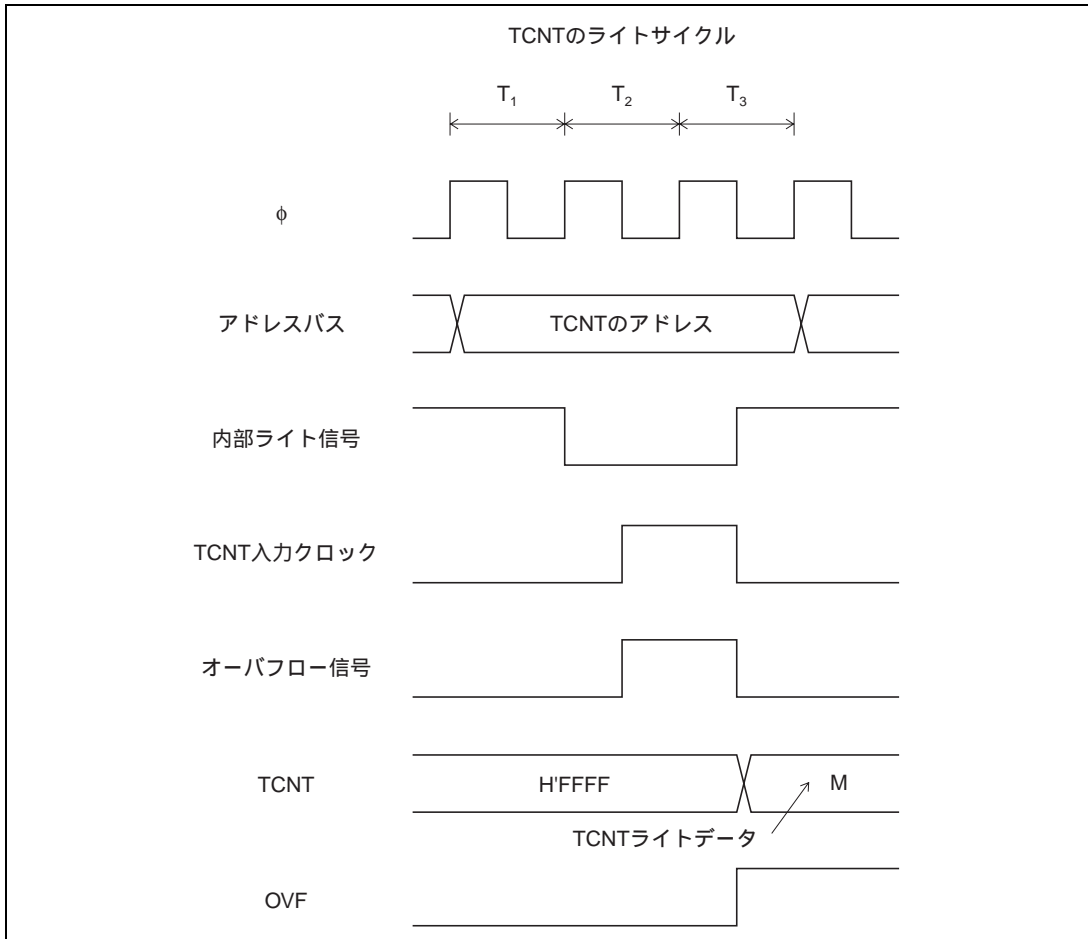 TCNTのライトサイクル
T1 T2 T3
φ
アドレスバス TCNTのアドレス
内部ライト信号
TCNT入力クロック
オーバフロー信号
TCNT H'FFFF M
TCNTライトデータ
OVF